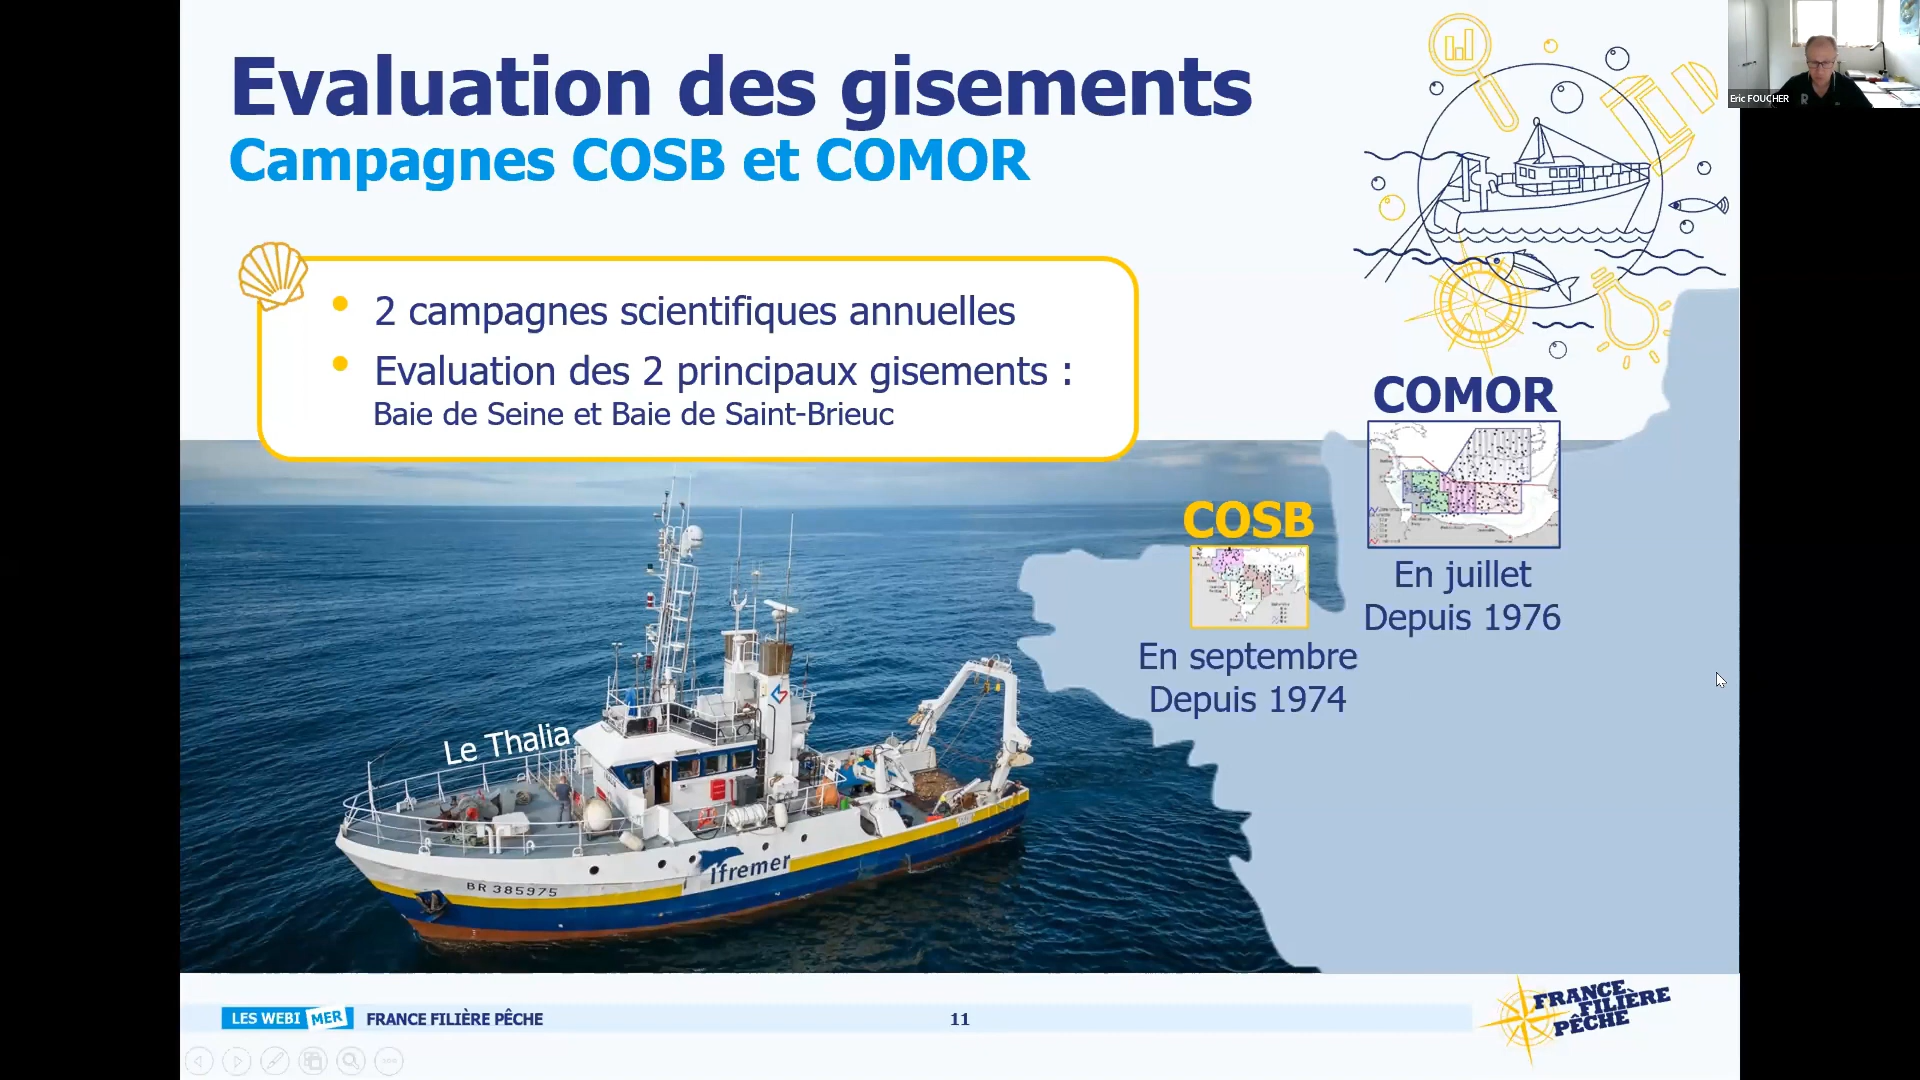 Evaluation des gisements
Campagnes COSB et COMOR
Eric FOUCHER
2 campagnes scientifiques annuelles
Evaluation des 2 principaux gisements :
Baie de Seine et Baie de Saint-Brieuc
COMOR
En juillet
Depuis 1976
COSB
En septembre
Depuis 1974
Le Thalia
BR 385975
Ifremer
LES WEBI MER FRANCE FILIÈRE PÊCHE
11
FRANCE
FILIÈRE
PÊCHE